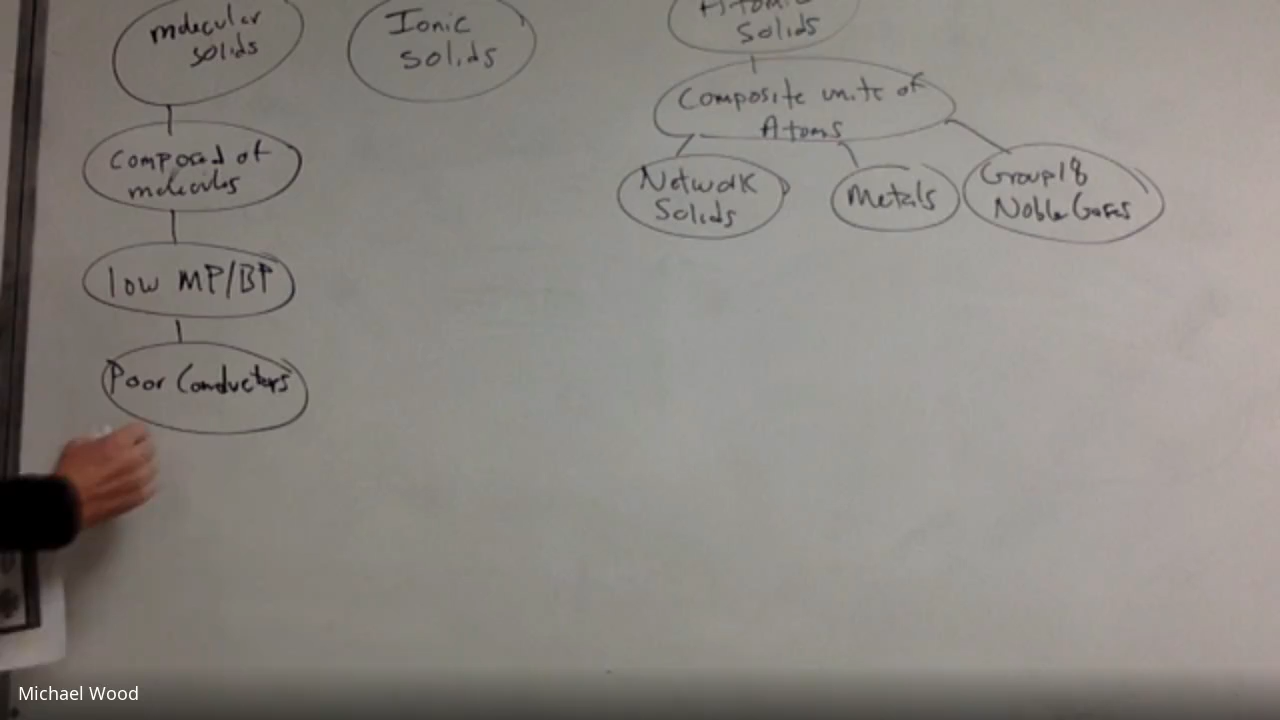 molecular
solids
Ionic
Solids
Atomic
Solids
Composed of
molecules
Composite units of
Atoms
low MP/BP
Poor Conductors
Network
Solids
Metals
Group 18
Noble Gases
Michael Wood